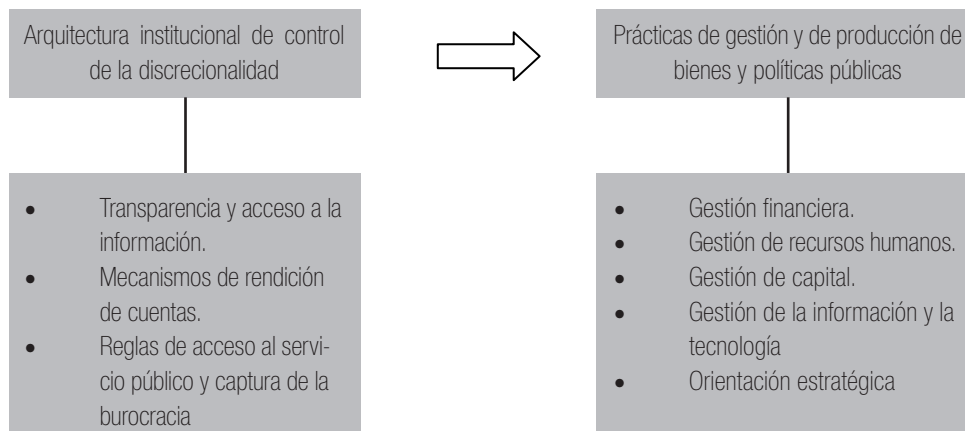 Arquitectura institucional de control
de la discrecionalidad
• Transparencia y acceso a la
información.
• Mecanismos de rendición
de cuentas.
• Reglas de acceso al servi-
cio público y captura de la
burocracia
Prácticas de gestión y de producción de
bienes y políticas públicas
• Gestión financiera.
• Gestión de recursos humanos.
• Gestión de capital.
• Gestión de la información y la
tecnología
• Orientación estratégica